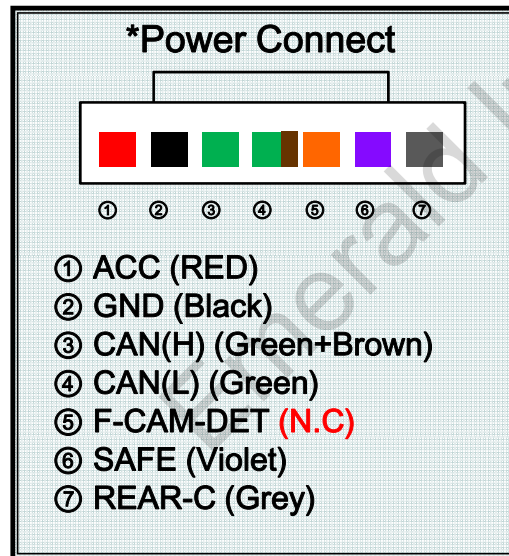 *Power Connect
① ② ③ ④ ⑤ ⑥ ⑦
① ACC (RED)
② GND (Black)
③ CAN(H) (Green+Brown)
④ CAN(L) (Green)
⑤ F-CAM-DET (N.C)
⑥ SAFE (Violet)
⑦ REAR-C (Grey)
Emerald